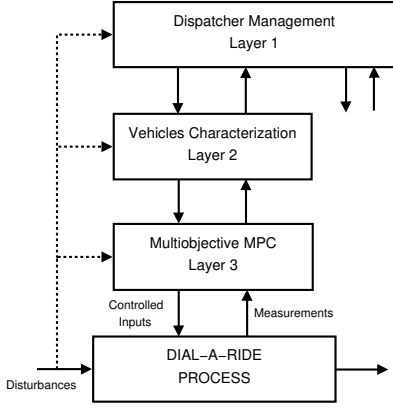 Dispatcher Management
Layer 1
Vehicles Characterization
Layer 2
Multiobjective MPC
Layer 3
Controlled
Inputs
Measurements
DIAL−A−RIDE
PROCESS
Disturbances